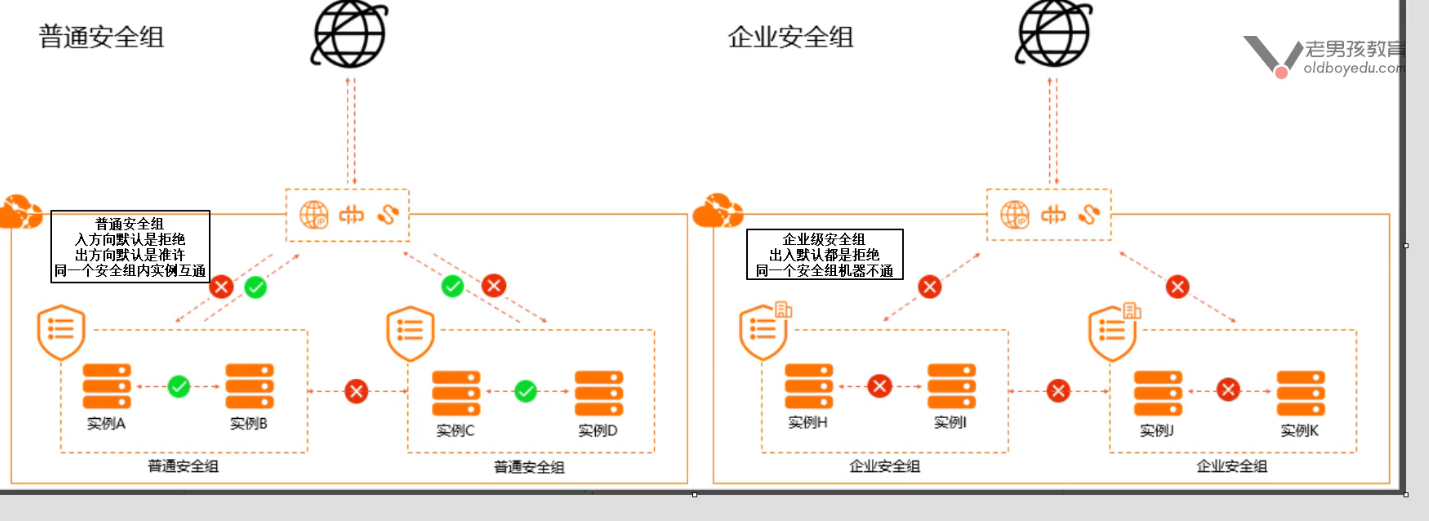 普通安全组
企业安全组
老男孩教育
oldboyedu.com
IP
IP
普通安全组
入方向默认是拒绝
出方向默认是准许
同一个安全组内实例互通
企业级安全组
出入默认都是拒绝
同一个安全组机器不通
实例A
实例B
实例C
实例D
实例H
实例I
实例J
实例K
普通安全组
普通安全组
企业安全组
企业安全组